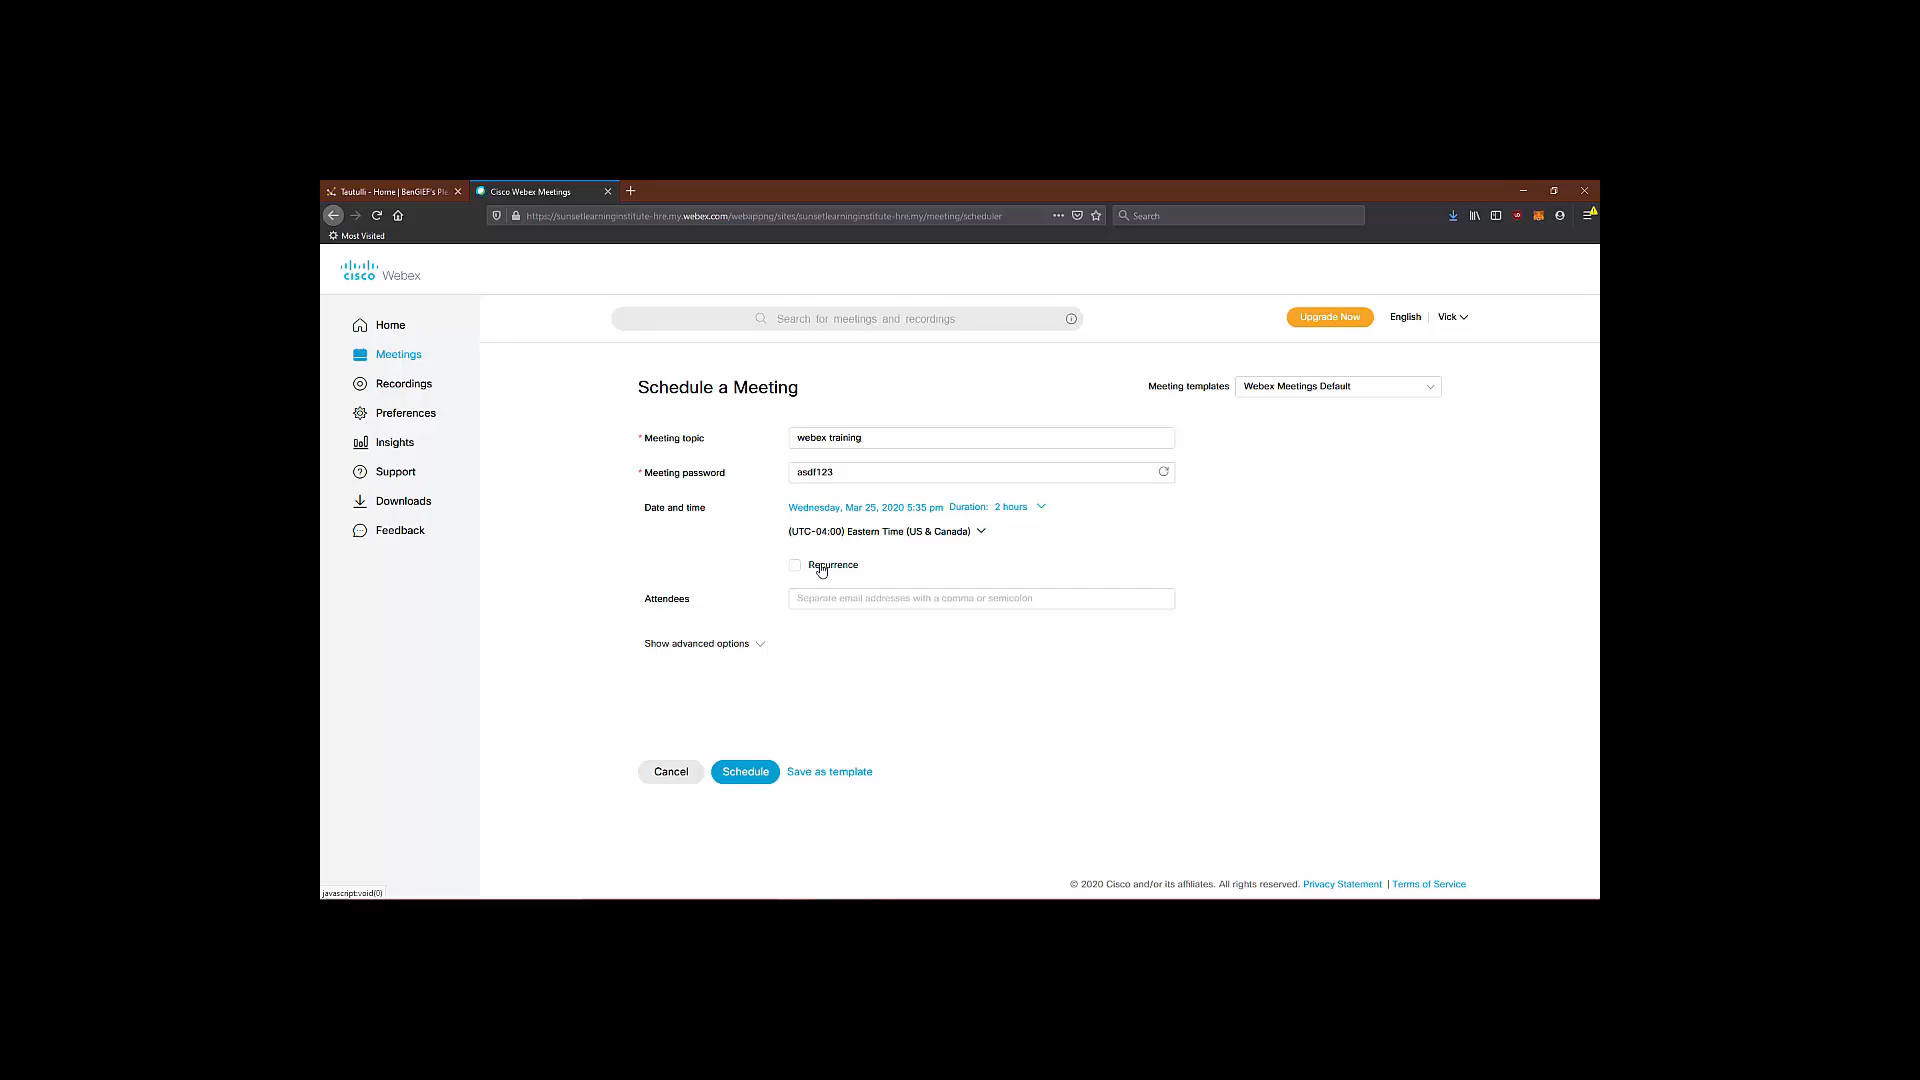 Tautulli - Home | BenGIEF's Ple
Cisco Webex Meetings
https://sunsetlearninginstitute-hre.my.webex.com/webappng/sites/sunsetlearninginstitute-hre.my/meeting/scheduler
Search
Most Visited
cisco Webex
Home
Meetings
Recordings
Preferences
Insights
Support
Downloads
Feedback
Search for meetings and recordings
Upgrade Now
English
Vick
Schedule a Meeting
Meeting templates
Webex Meetings Default
* Meeting topic
webex training
* Meeting password
asdf123
Date and time
Wednesday, Mar 25, 2020 5:35 pm Duration: 2 hours
(UTC-04:00) Eastern Time (US & Canada)
Recurrence
Attendees
Separate email addresses with a comma or semicolon
Show advanced options
Cancel
Schedule
Save as template
© 2020 Cisco and/or its affiliates. All rights reserved. Privacy Statement | Terms of Service
javascript:void(0)